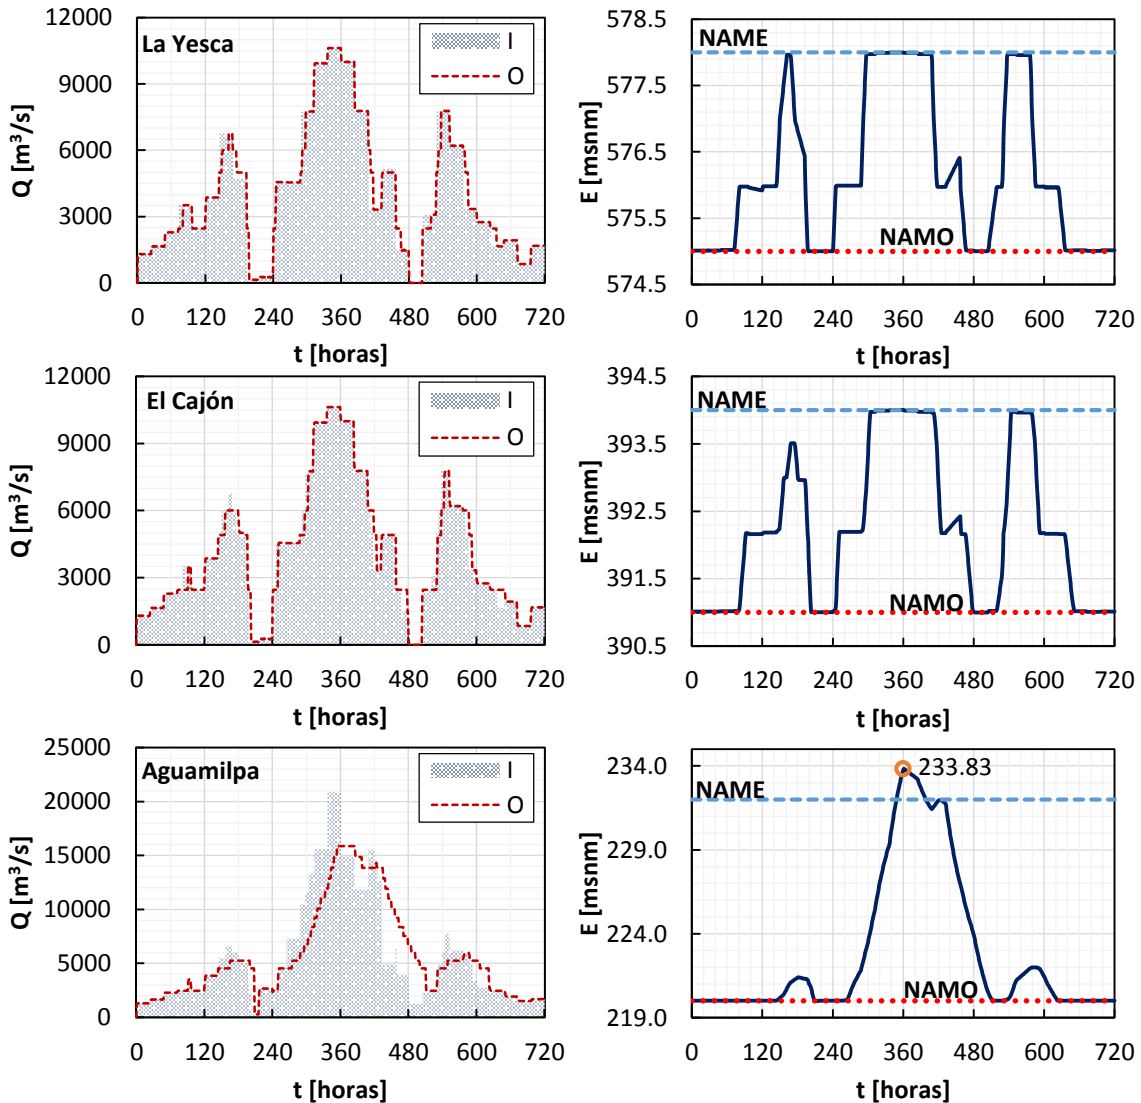 12000
9000
6000
3000
0
Q [m³/s]
La Yesca
I
O
0 120 240 360 480 600 720
t [horas]
578.5
577.5
576.5
575.5
574.5
E [msnm]
NAME
NAMO
0 120 240 360 480 600 720
t [horas]
12000
9000
6000
3000
0
Q [m³/s]
El Cajón
I
O
0 120 240 360 480 600 720
t [horas]
394.5
393.5
392.5
391.5
390.5
E [msnm]
NAME
NAMO
0 120 240 360 480 600 720
t [horas]
25000
20000
15000
10000
5000
0
Q [m³/s]
Aguamilpa
I
O
0 120 240 360 480 600 720
t [horas]
234.0
229.0
224.0
219.0
E [msnm]
233.83
NAME
NAMO
0 120 240 360 480 600 720
t [horas]